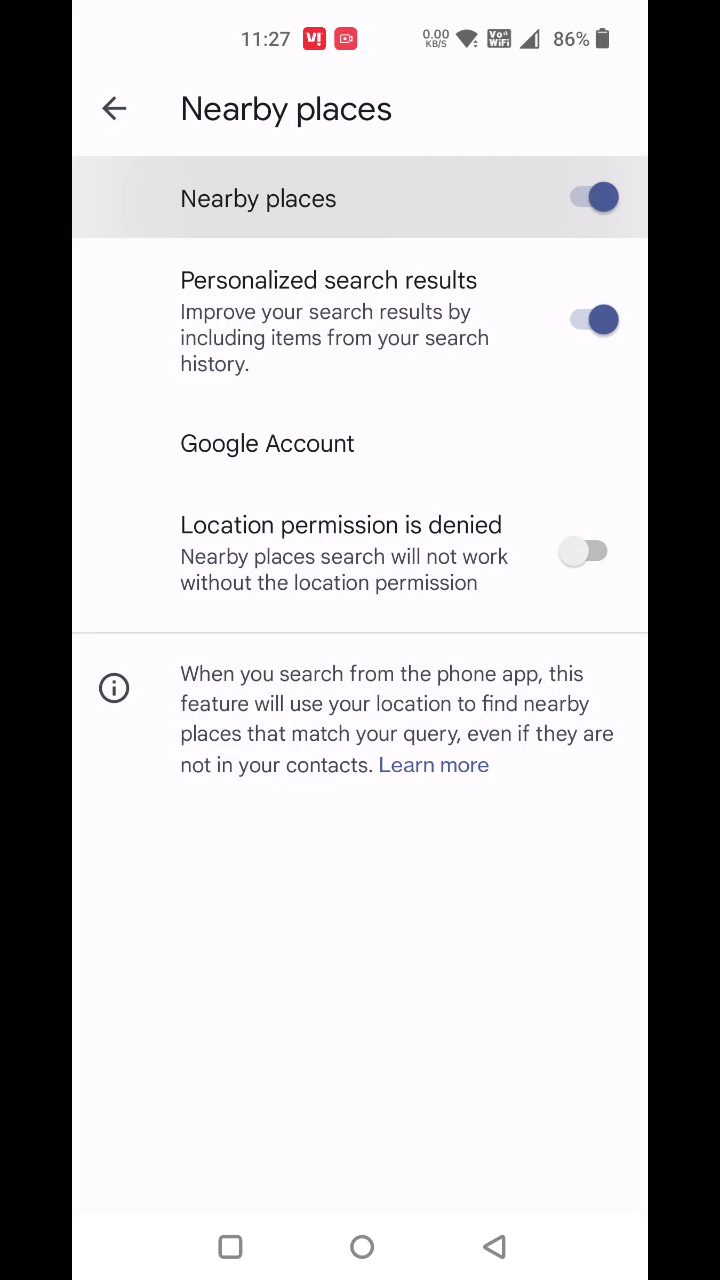 11:27 V! 0.00 KB/S Vo WiFi 86%
Nearby places
Nearby places
Personalized search results
Improve your search results by
including items from your search
history.
Google Account
Location permission is denied
Nearby places search will not work
without the location permission
When you search from the phone app, this
feature will use your location to find nearby
places that match your query, even if they are
not in your contacts. Learn more